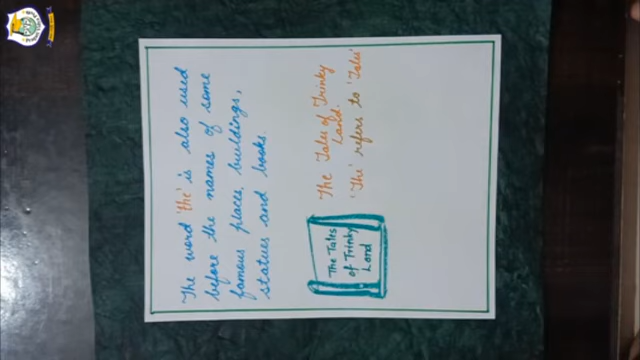 The word 'the' is also used
before the names of some
famous places, buildings,
statues and books.
The Tales
of Trinky
Land
The Tales of Trinky
Land.
'The' refers to 'Tales'